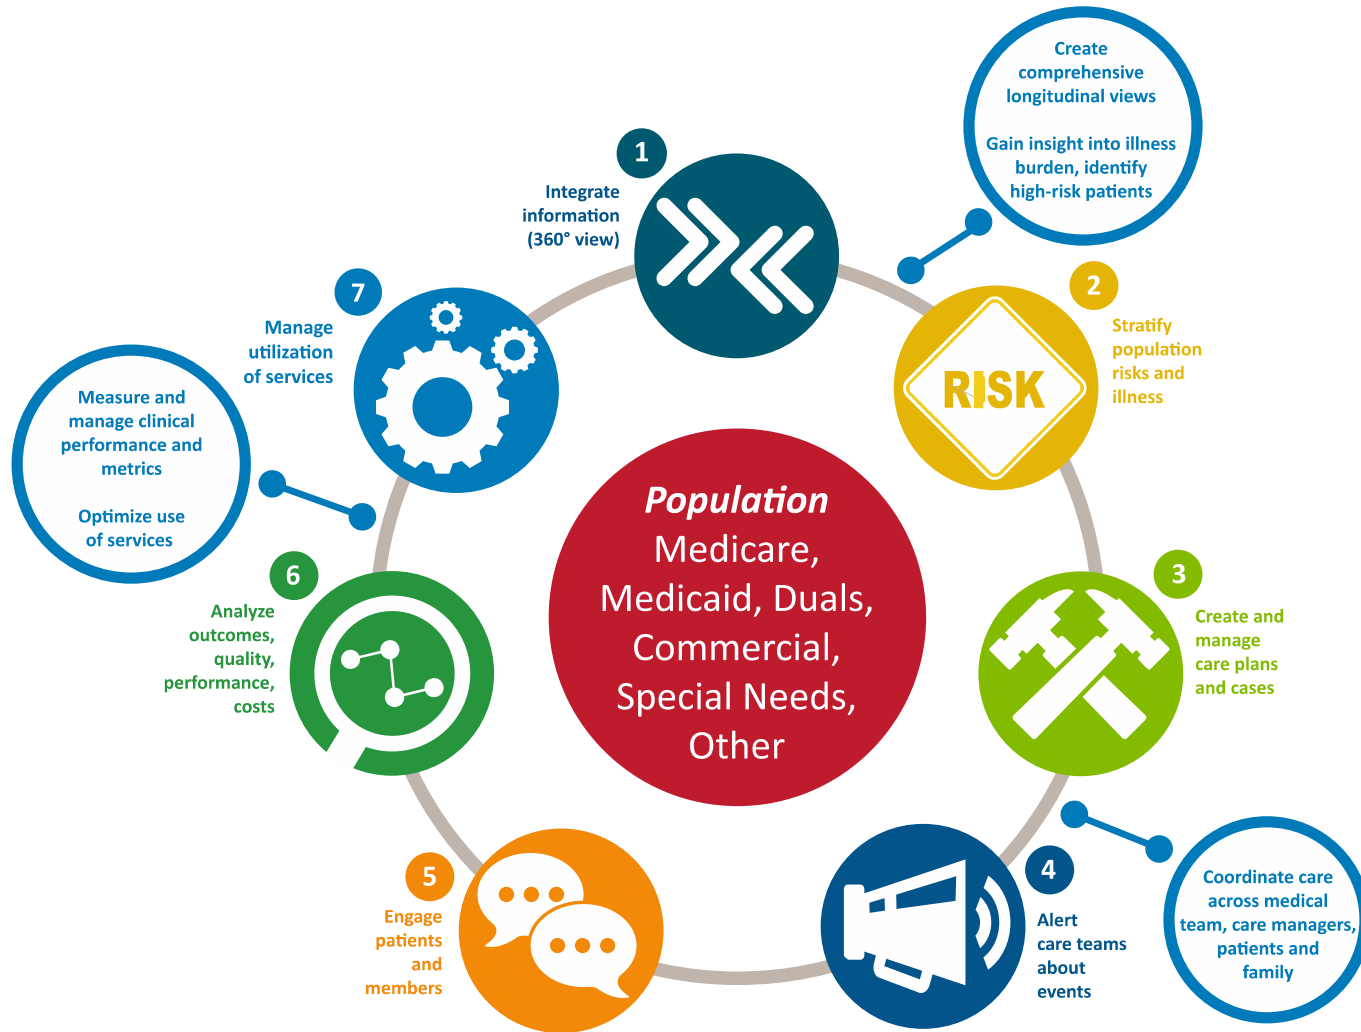 Create
comprehensive
longitudinal views
Gain insight into illness
burden, identify
high-risk patients
1
Integrate
information
(360° view)
2
Stratify
population
risks and
illness
RISK
3
Create and
manage
care plans
and cases
Coordinate care
across medical
team, care managers,
patients and
family
4
Alert
care teams
about
events
5
Engage
patients
and
members
6
Analyze
outcomes,
quality,
performance,
costs
Measure and
manage clinical
performance and
metrics
Optimize use
of services
7
Manage
utilization
of services
Population
Medicare,
Medicaid, Duals,
Commercial,
Special Needs,
Other